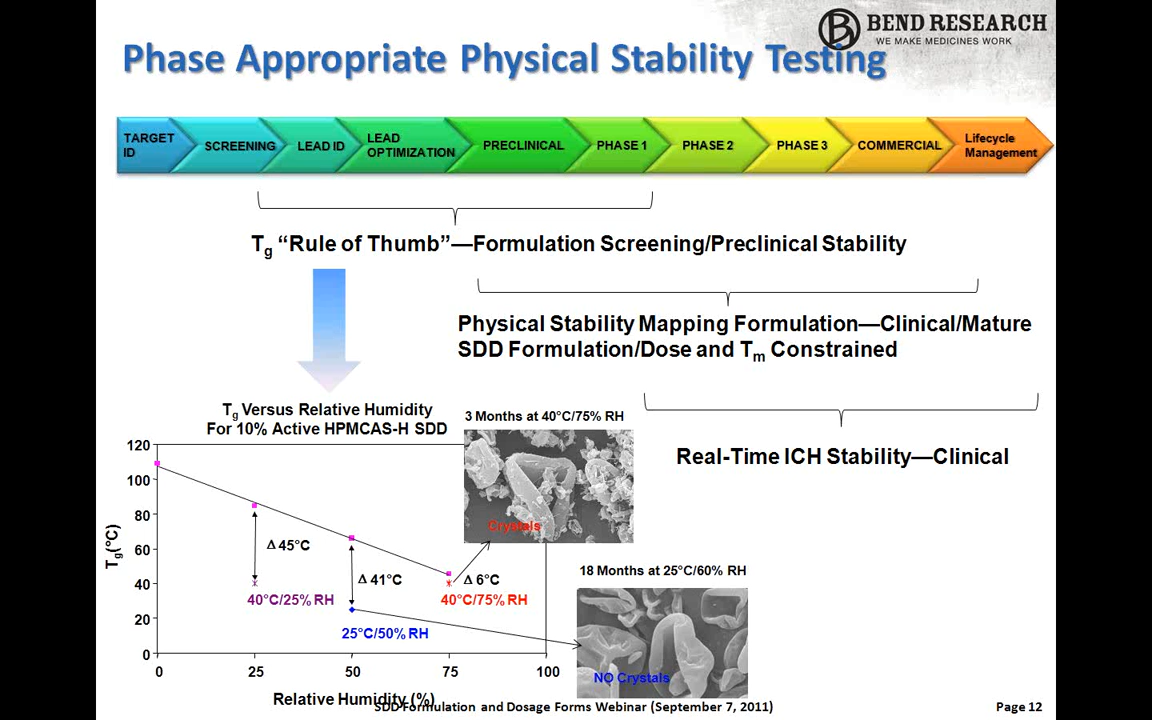 BEND RESEARCH
WE MAKE MEDICINES WORK
Phase Appropriate Physical Stability Testing
TARGET
ID
SCREENING
LEAD ID
LEAD
OPTIMIZATION
PRECLINICAL
PHASE 1
PHASE 2
PHASE 3
COMMERCIAL
Lifecycle
Management
Tg “Rule of Thumb”—Formulation Screening/Preclinical Stability
Physical Stability Mapping Formulation—Clinical/Mature
SDD Formulation/Dose and Tm Constrained
Real-Time ICH Stability—Clinical
Tg Versus Relative Humidity
For 10% Active HPMCAS-H SDD
3 Months at 40°C/75% RH
Crystals
Tg(°C)
120
100
80
60
40
20
0
0
25
50
75
100
Δ 45°C
Δ 41°C
Δ 6°C
40°C/25% RH
40°C/75% RH
25°C/50% RH
18 Months at 25°C/60% RH
NO Crystals
Relative Humidity (%)
SDD Formulation and Dosage Forms Webinar (September 7, 2011)
Page 12